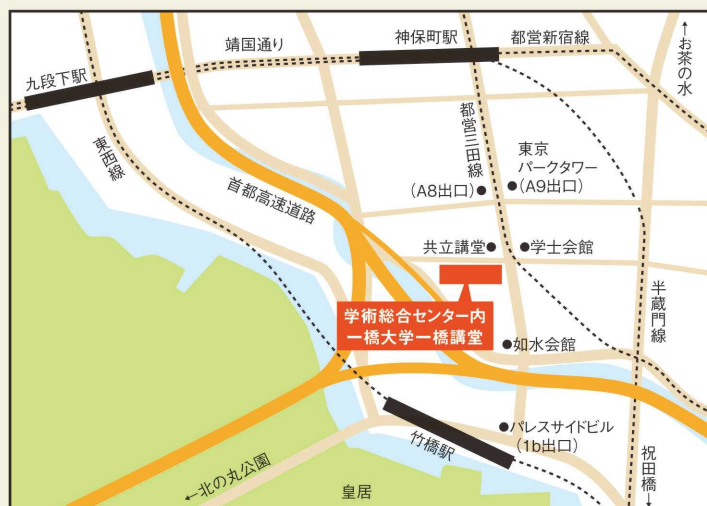 靖国通り
神保町駅
都営新宿線
←お茶の水
九段下駅
東西線
首都高速道路
都営三田線
東京
パークタワー
(A9出口)
(A8出口)
共立講堂
学士会館
学術総合センター内
一橋大学一橋講堂
半蔵門線
如水会館
パレスサイドビル
(1b出口)
竹橋駅
←北の丸公園
皇居
祝田橋→